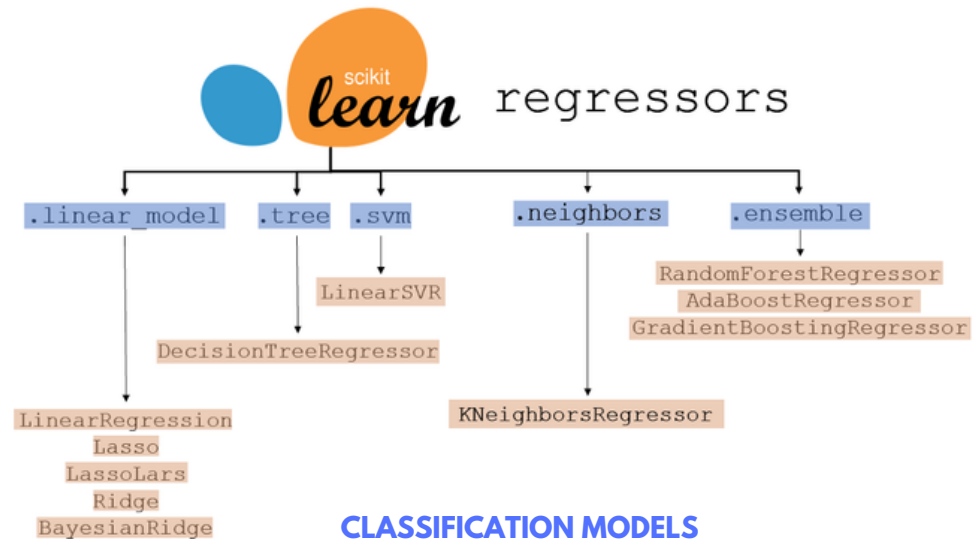 scikit
learn regressors
.linear_model .tree .svm .neighbors .ensemble
RandomForestRegressor
LinearSVR
AdaBoostRegressor
GradientBoostingRegressor
DecisionTreeRegressor
KNeighborsRegressor
LinearRegression
Lasso
LassoLars
Ridge
BayesianRidge
CLASSIFICATION MODELS